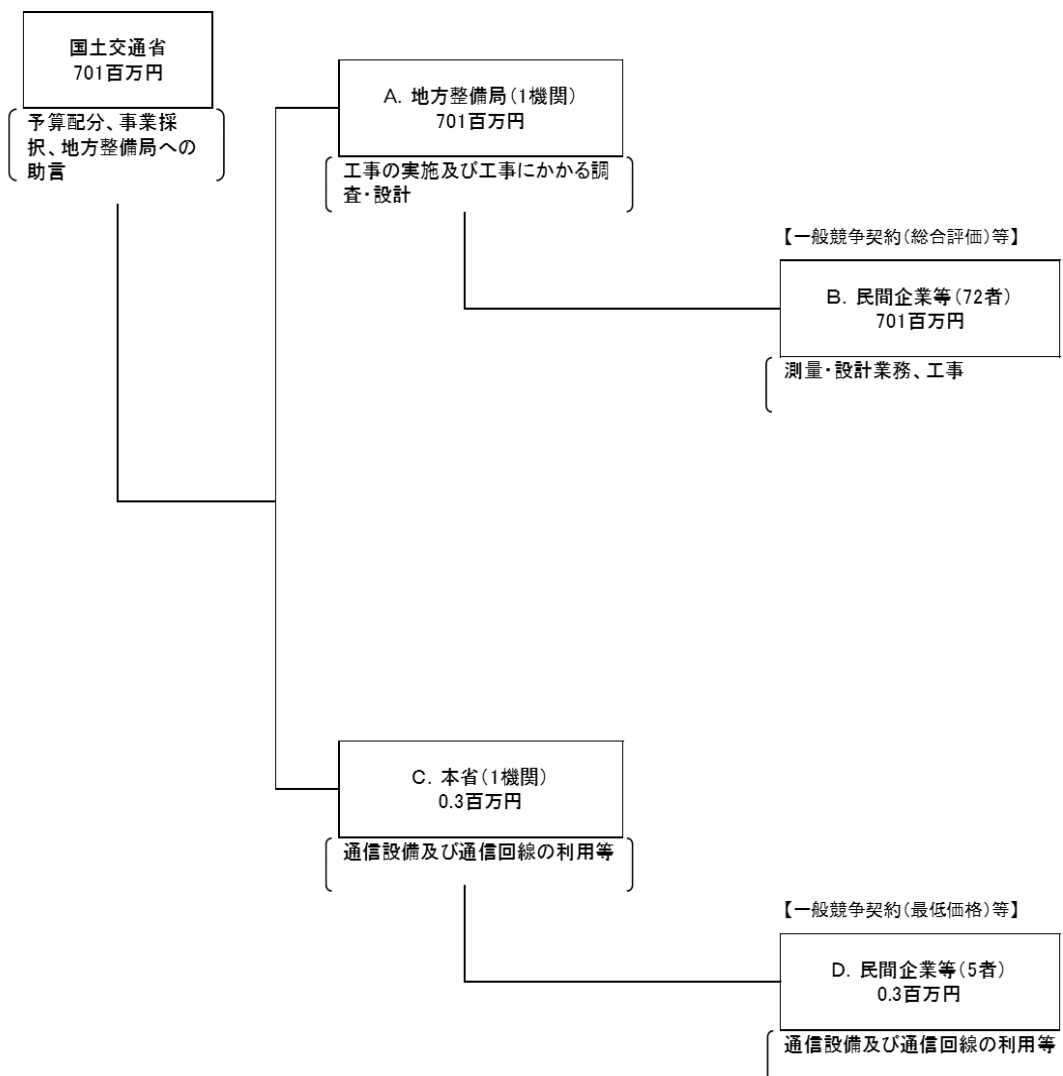 国土交通省
701百万円
予算配分、事業採
択、地方整備局への
助言
A. 地方整備局(1機関)
701百万円
工事の実施及び工事にかかる調
査・設計
【一般競争契約(総合評価)等】
B. 民間企業等(72者)
701百万円
測量・設計業務、工事
C. 本省(1機関)
0.3百万円
通信設備及び通信回線の利用等
【一般競争契約(最低価格)等】
D. 民間企業等(5者)
0.3百万円
通信設備及び通信回線の利用等